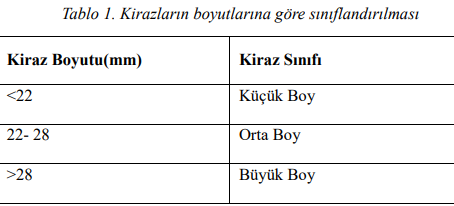 Tablo 1. Kirazların boyutlarına göre sınıflandırılması
Kiraz Boyutu(mm) Kiraz Sınıfı
<22 Küçük Boy
22- 28 Orta Boy
>28 Büyük Boy